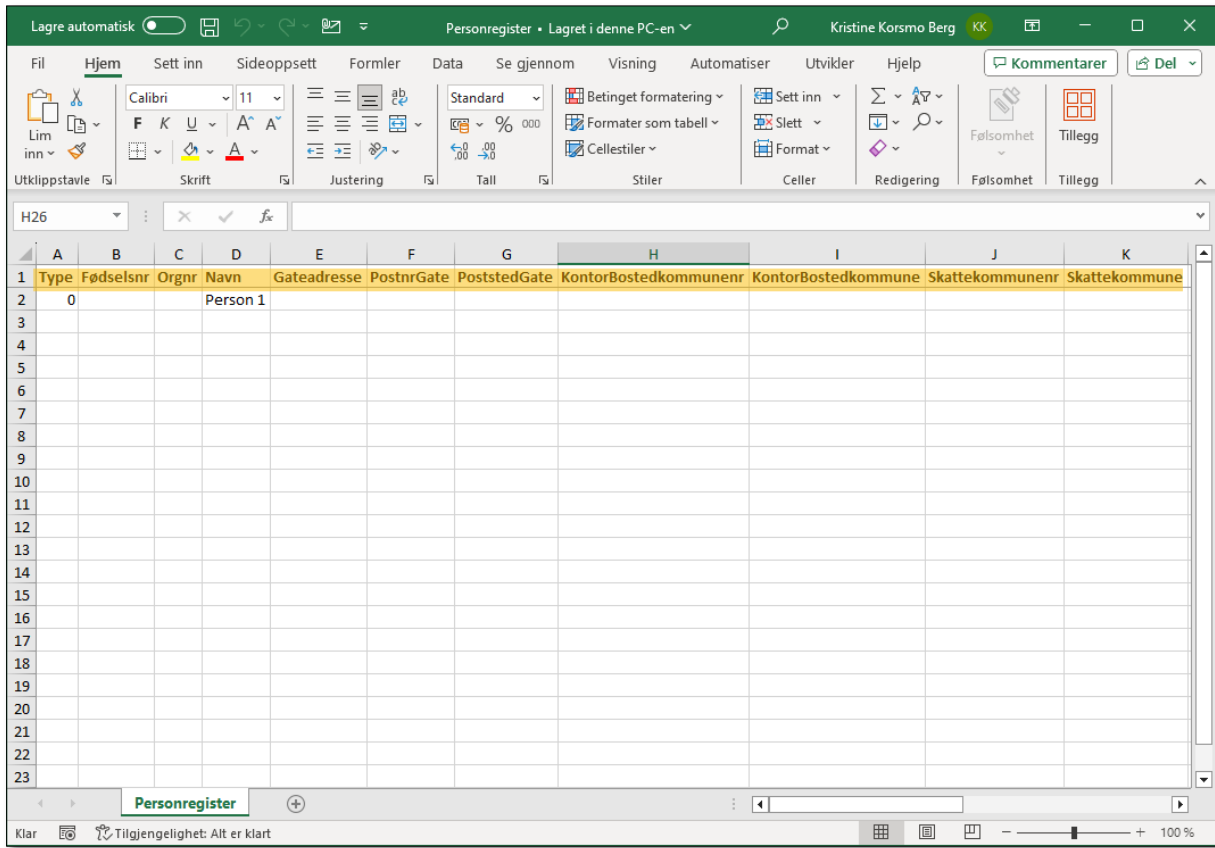 Lagre automatisk Personregister • Lagret i denne PC-en Kristine Korsmo Berg KK
Fil Hjem Sett inn Sideoppsett Formler Data Se gjennom Visning Automatiser Utvikler Hjelp Kommentarer Del
Lim inn
Calibri 11
F K U A A
A
ab
Standard
% 000
Betinget formatering
Formater som tabell
Cellestiler
Sett inn
Slett
Format
Følsomhet
Tillegg
Utklippstavle Skrift Justering Tall Stiler Celler Redigering Følsomhet Tillegg
H26 fx
A B C D E F G H I J K
1 Type Fødselsnr Orgnr Navn Gateadresse PostnrGate PoststedGate KontorBostedkommunenr KontorBostedkommune Skattekommunenr Skattekommune
2 0 Person 1
3
4
5
6
7
8
9
10
11
12
13
14
15
16
17
18
19
20
21
22
23
Personregister
Klar Tilgjengelighet: Alt er klart 100 %